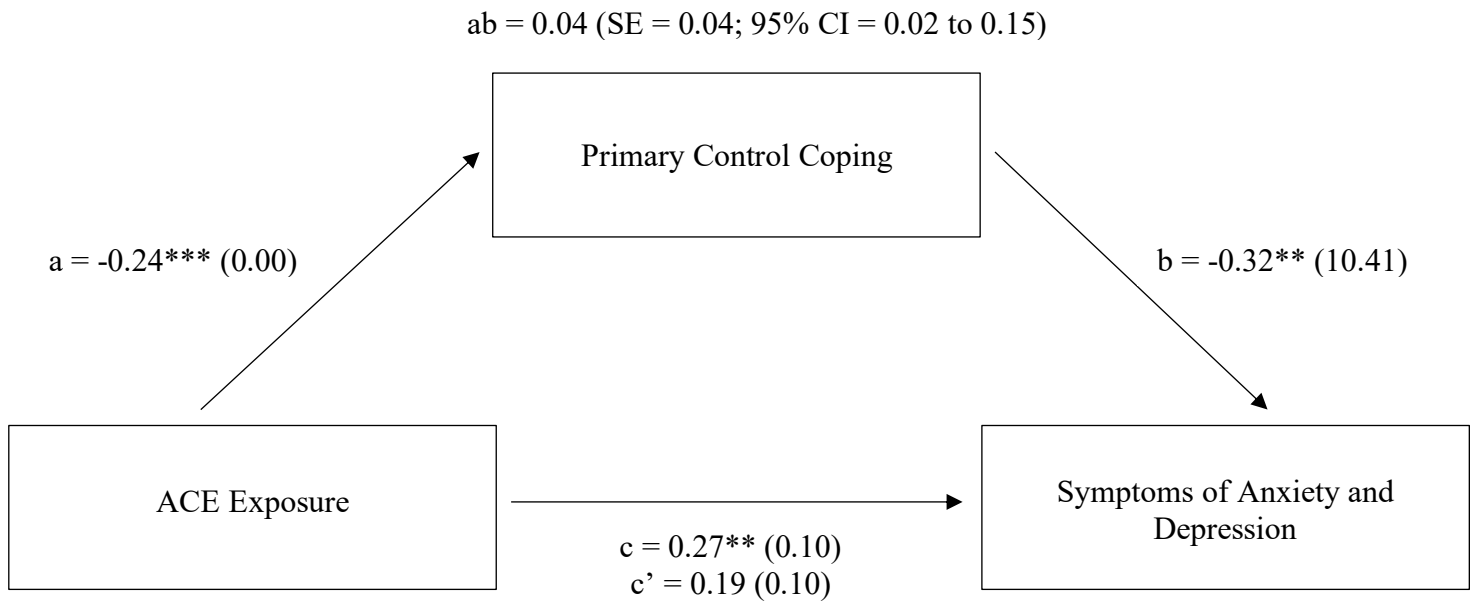 ab = 0.04 (SE = 0.04; 95% CI = 0.02 to 0.15)
Primary Control Coping
a = -0.24*** (0.00)
b = -0.32** (10.41)
ACE Exposure
Symptoms of Anxiety and
Depression
c = 0.27** (0.10)
c’ = 0.19 (0.10)